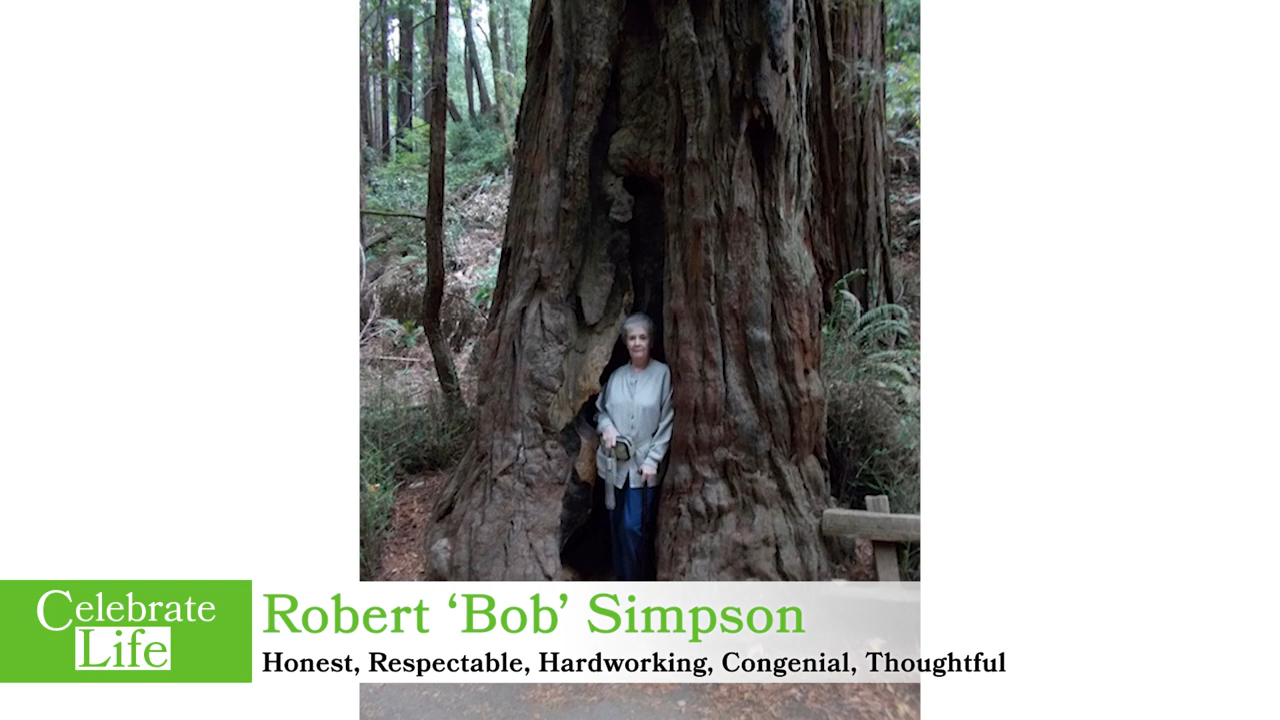 Celebrate
Life
Robert ‘Bob’ Simpson
Honest, Respectable, Hardworking, Congenial, Thoughtful